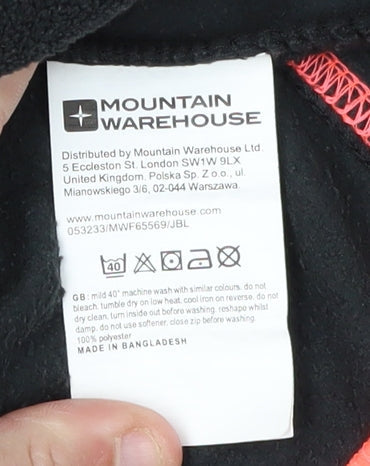 MOUNTAIN
WAREHOUSE
Distributed by Mountain Warehouse Ltd.
5 Eccleston St. London SW1W 9LX
United Kingdom. Polska Sp. Z o.o., ul.
Mianowskiego 3/6, 02-044 Warszawa.
www.mountainwarehouse.com
053233/MWF65569/JBL
40
GB : mild 40° machine wash with similar colours. do not
bleach. tumble dry on low heat. cool iron on reverse. do not
dry clean. turn inside out before washing. reshape whilst
damp. do not use softener. close zip before washing.
100% polyester
MADE IN BANGLADESH